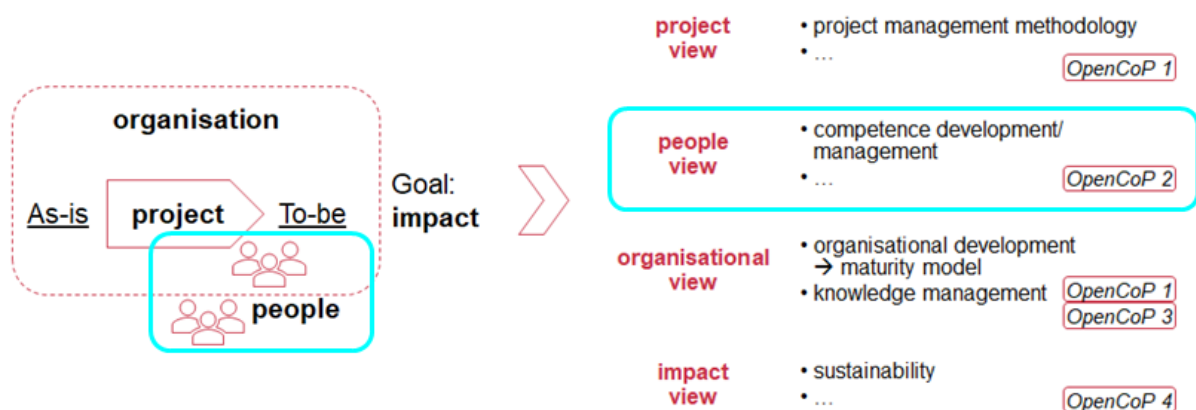 organisation
As-is
project
To-be
people
Goal:
impact
project
view
• project management methodology
• ...
OpenCoP 1
people
view
• competence development/
management
• ...
OpenCoP 2
organisational
view
• organisational development
→ maturity model
• knowledge management
OpenCoP 1
OpenCoP 3
impact
view
• sustainability
• ...
OpenCoP 4